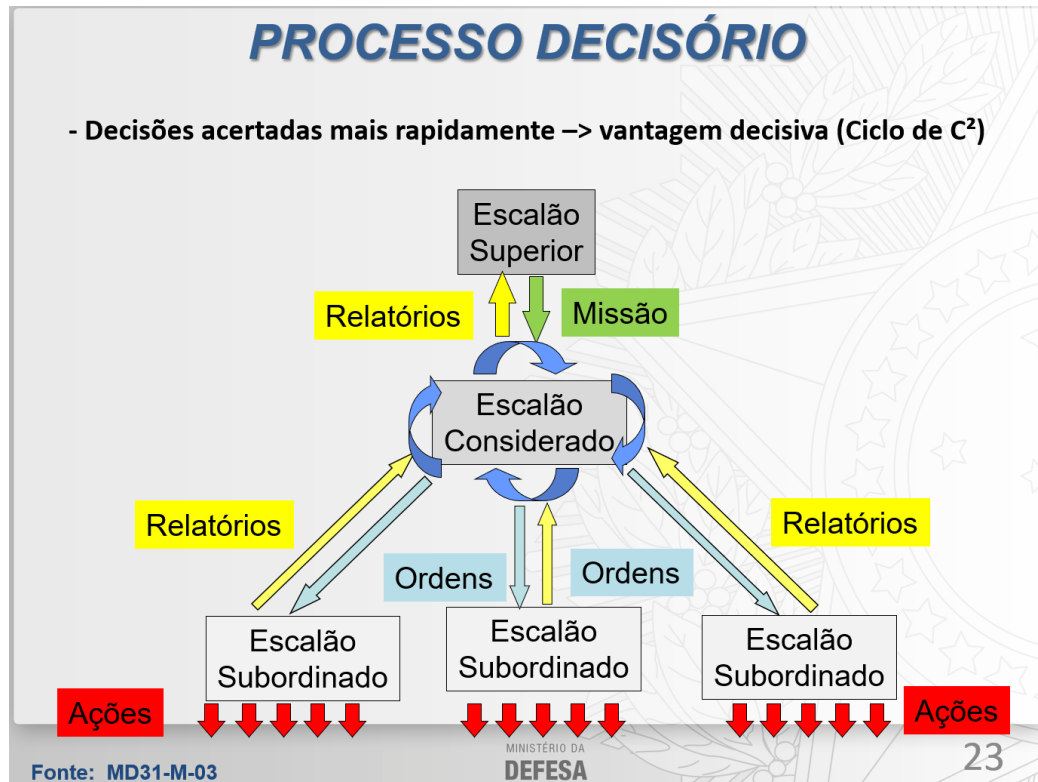 PROCESSO DECISÓRIO
- Decisões acertadas mais rapidamente –> vantagem decisiva (Ciclo de C²)
Escalão
Superior
Relatórios
Missão
Escalão
Considerado
Relatórios
Relatórios
Ordens
Ordens
Escalão
Subordinado
Escalão
Subordinado
Escalão
Subordinado
Ações
Ações
Fonte: MD31-M-03
MINISTÉRIO DA
DEFESA
23